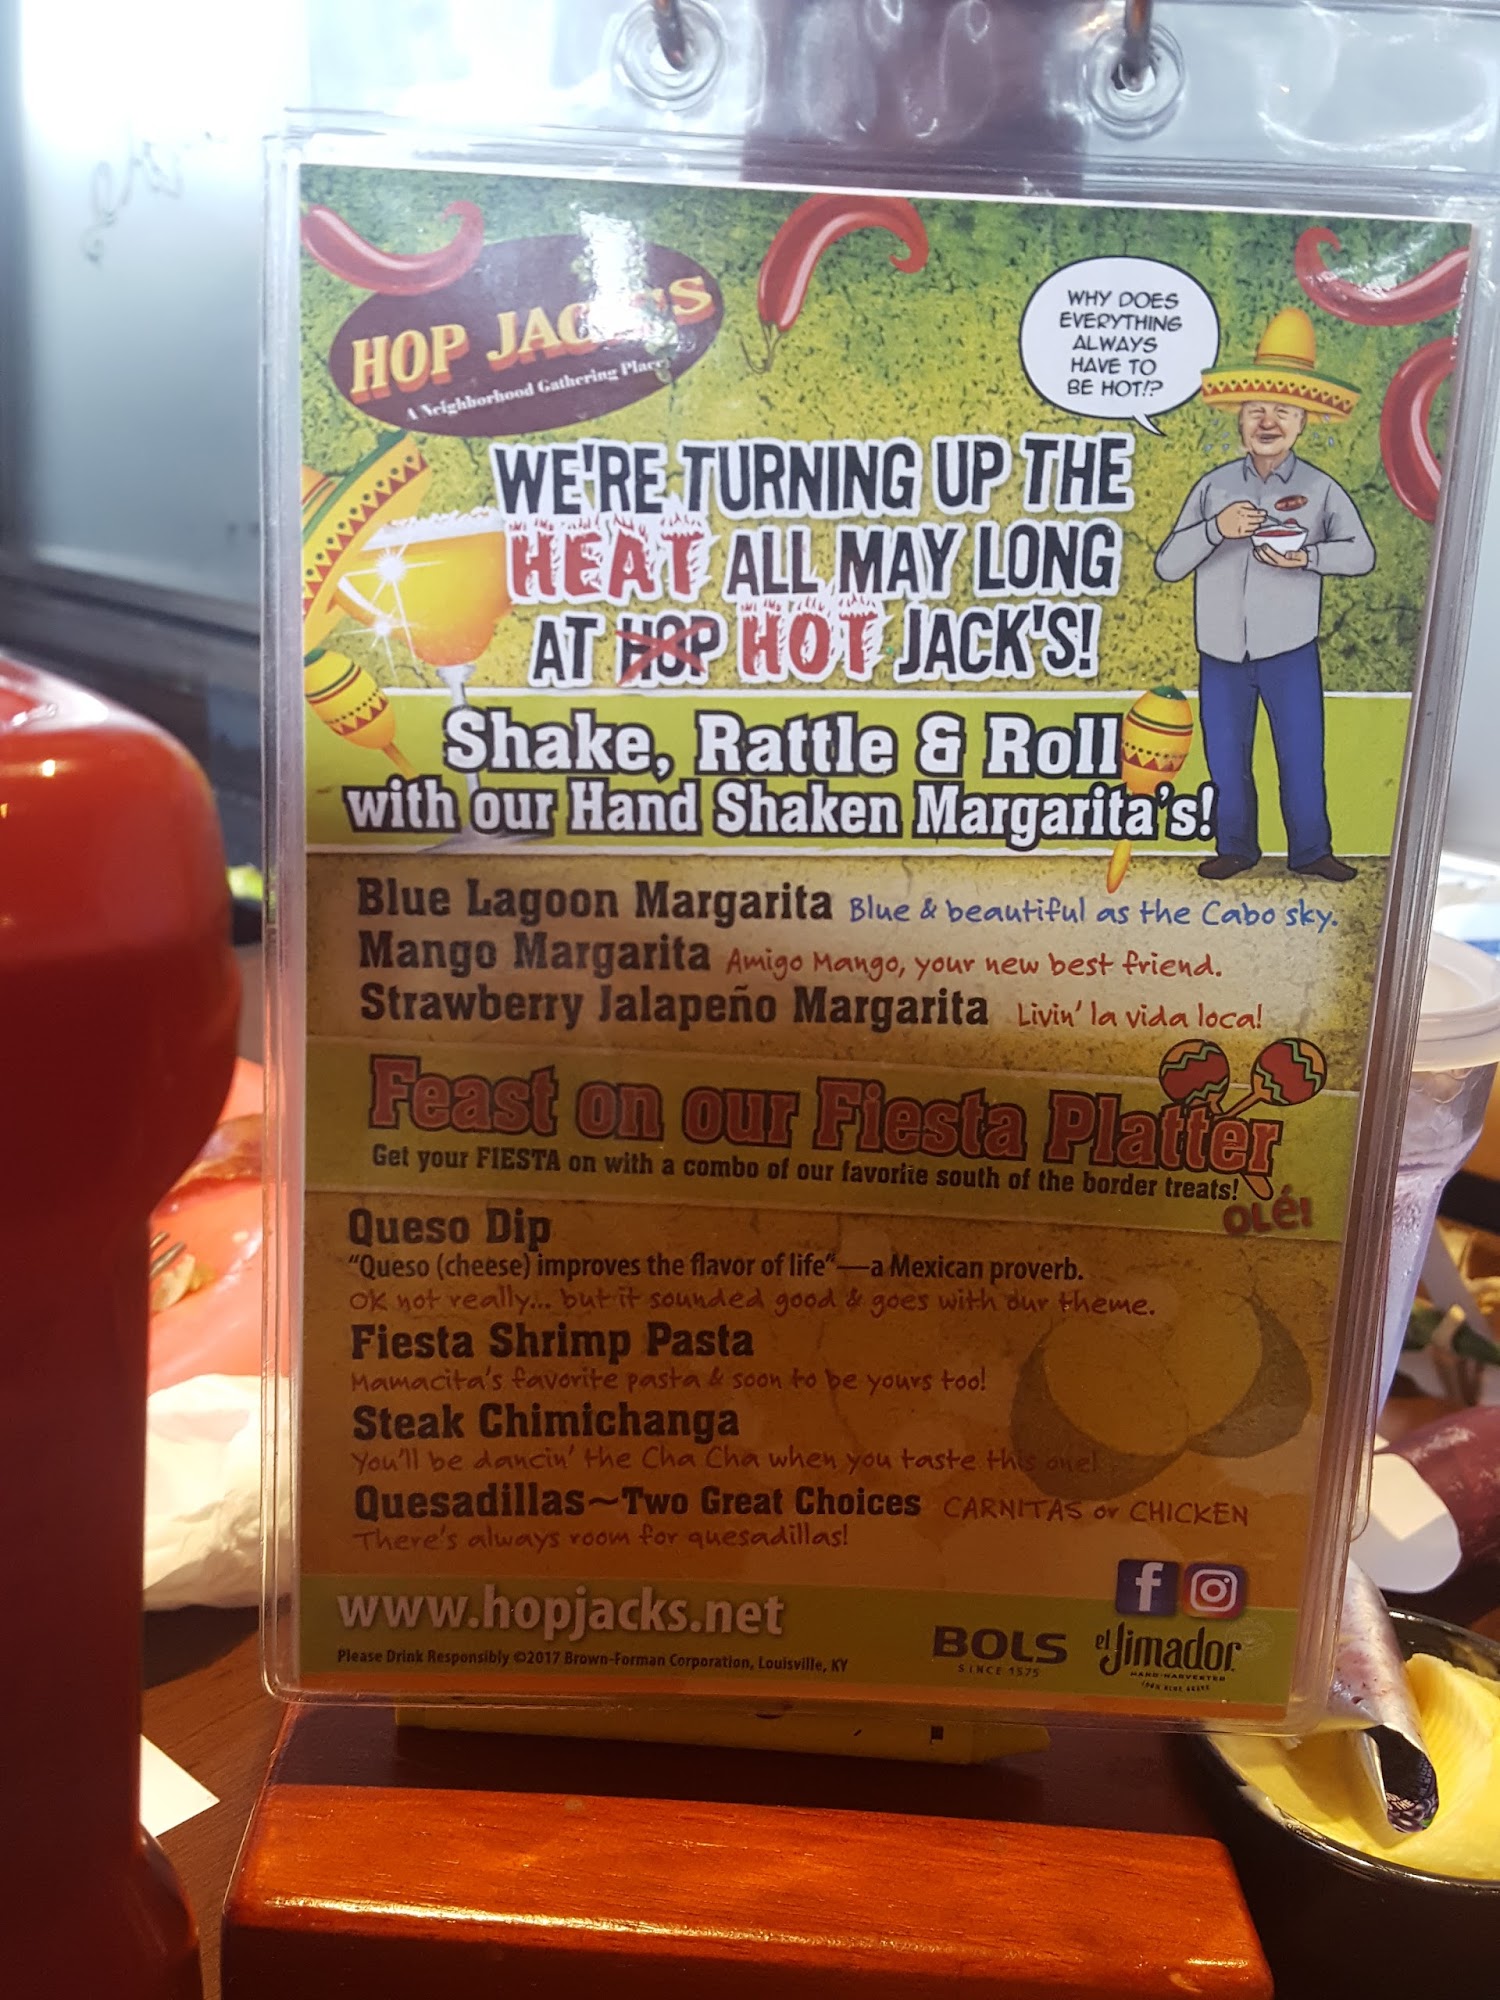 HOP JACK'S
A Neighborhood Gathering Place
WHY DOES
EVERYTHING
ALWAYS
HAVE TO
BE HOT!?
WE'RE TURNING UP THE
HEAT ALL MAY LONG
AT HOP HOT JACK'S!
Shake, Rattle & Roll
with our Hand Shaken Margarita's!
Blue Lagoon Margarita Blue & beautiful as the Cabo sky.
Mango Margarita Amigo Mango, your new best friend.
Strawberry Jalapeño Margarita Livin' la vida loca!
Feast on our Fiesta Platter
Get your FIESTA on with a combo of our favorite south of the border treats!
OLé!
Queso Dip
"Queso (cheese) improves the flavor of life"—a Mexican proverb.
OK not really... but it sounded good & goes with our theme.
Fiesta Shrimp Pasta
Mamacita's favorite pasta & soon to be yours too!
Steak Chimichanga
You'll be dancin' the Cha Cha when you taste this one!
Quesadillas~Two Great Choices CARNITAS or CHICKEN
There's always room for quesadillas!
www.hopjacks.net
Please Drink Responsibly ©2017 Brown-Forman Corporation, Louisville, KY
BOLS
SINCE 1575
el Jimador
HAND HARVESTED
100% BLUE AGAVE